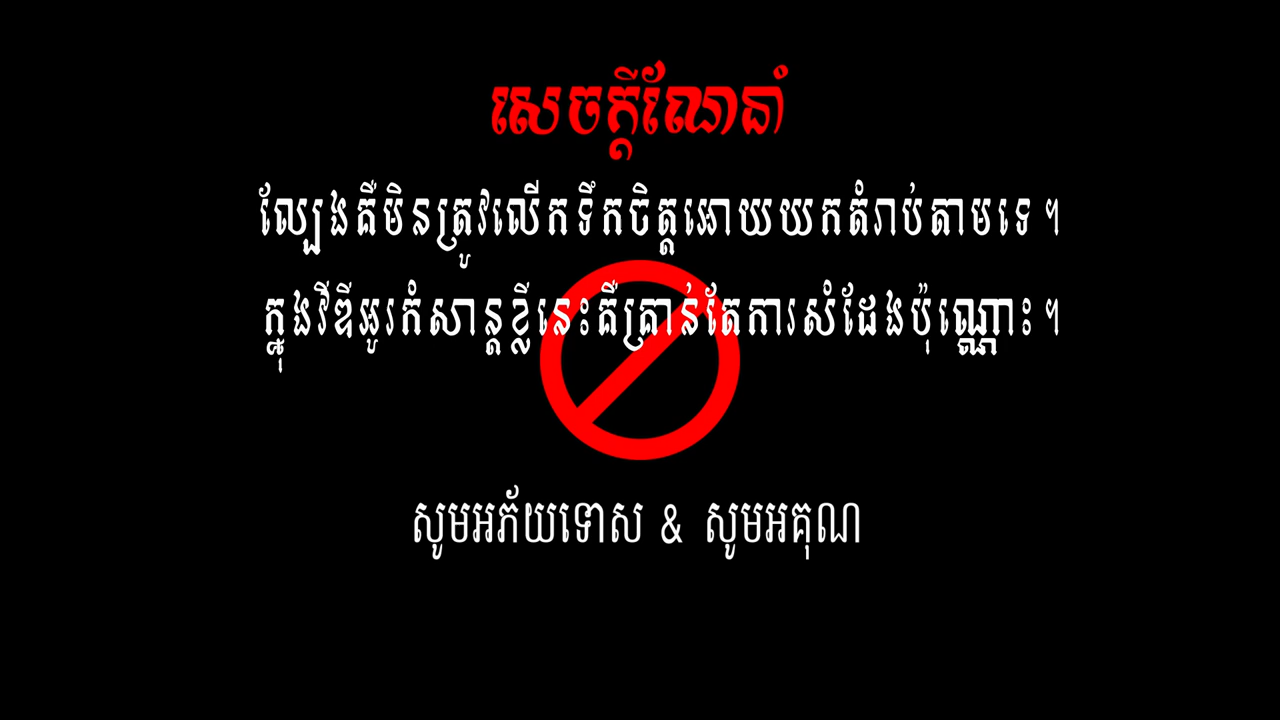 សេចក្តីណែនាំ
ល្បែងគឺមិនត្រូវលើកទឹកចិត្តអោយយកតំរាប់តាមទេ។
ក្នុងវីឌីអូរកំសាន្តខ្លីនេះគឺគ្រាន់តែការសំដែងប៉ុណ្ណោះ។
សូមអភ័យទោស & សូមអគុណ